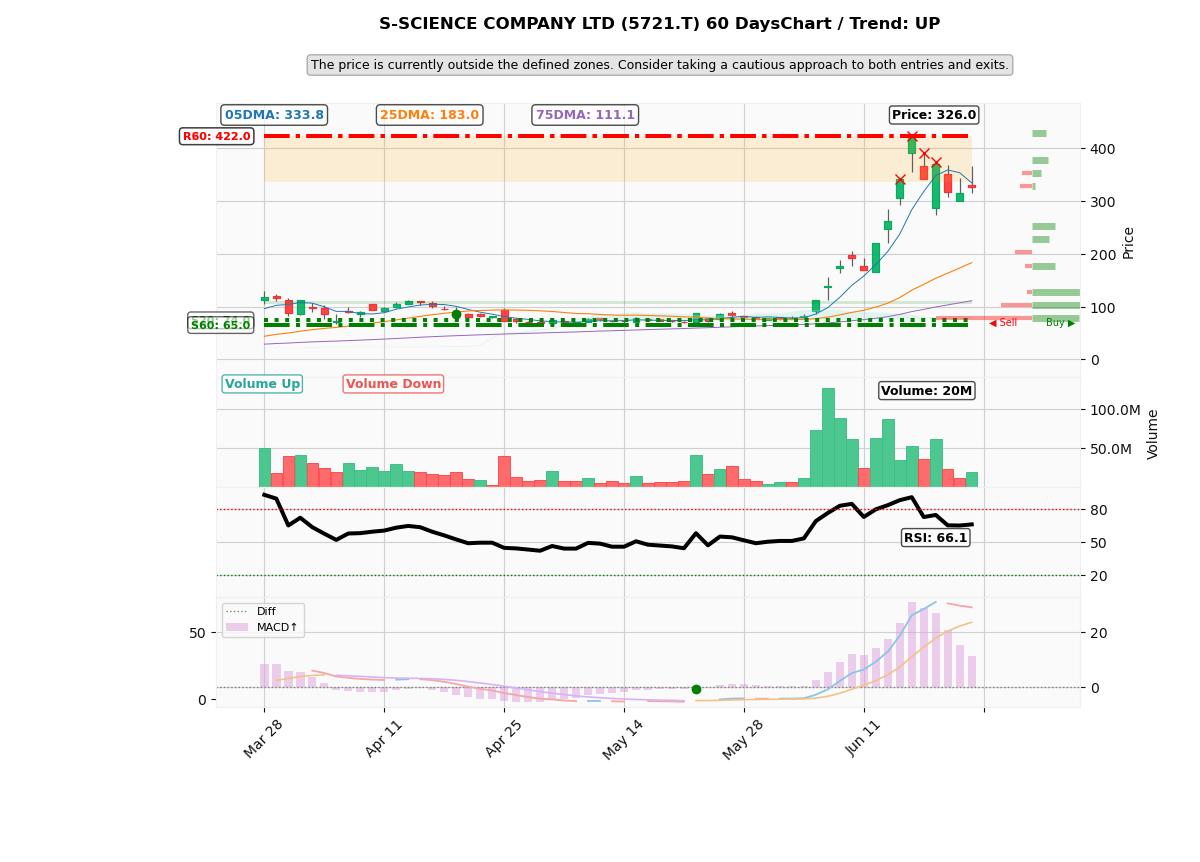 S-SCIENCE COMPANY LTD (5721.T) 60 DaysChart / Trend: UP
The price is currently outside the defined zones. Consider taking a cautious approach to both entries and exits.
05DMA: 333.8
25DMA: 183.0
75DMA: 111.1
Price: 326.0
R60: 422.0
400
300
200
100
0
Price
S60: 65.0
◀ Sell
Buy ▶
Volume Up
Volume Down
Volume: 20M
100.0M
50.0M
Volume
80
50
20
RSI: 66.1
Diff
MACD↑
50
0
20
0
Mar 28
Apr 11
Apr 25
May 14
May 28
Jun 11